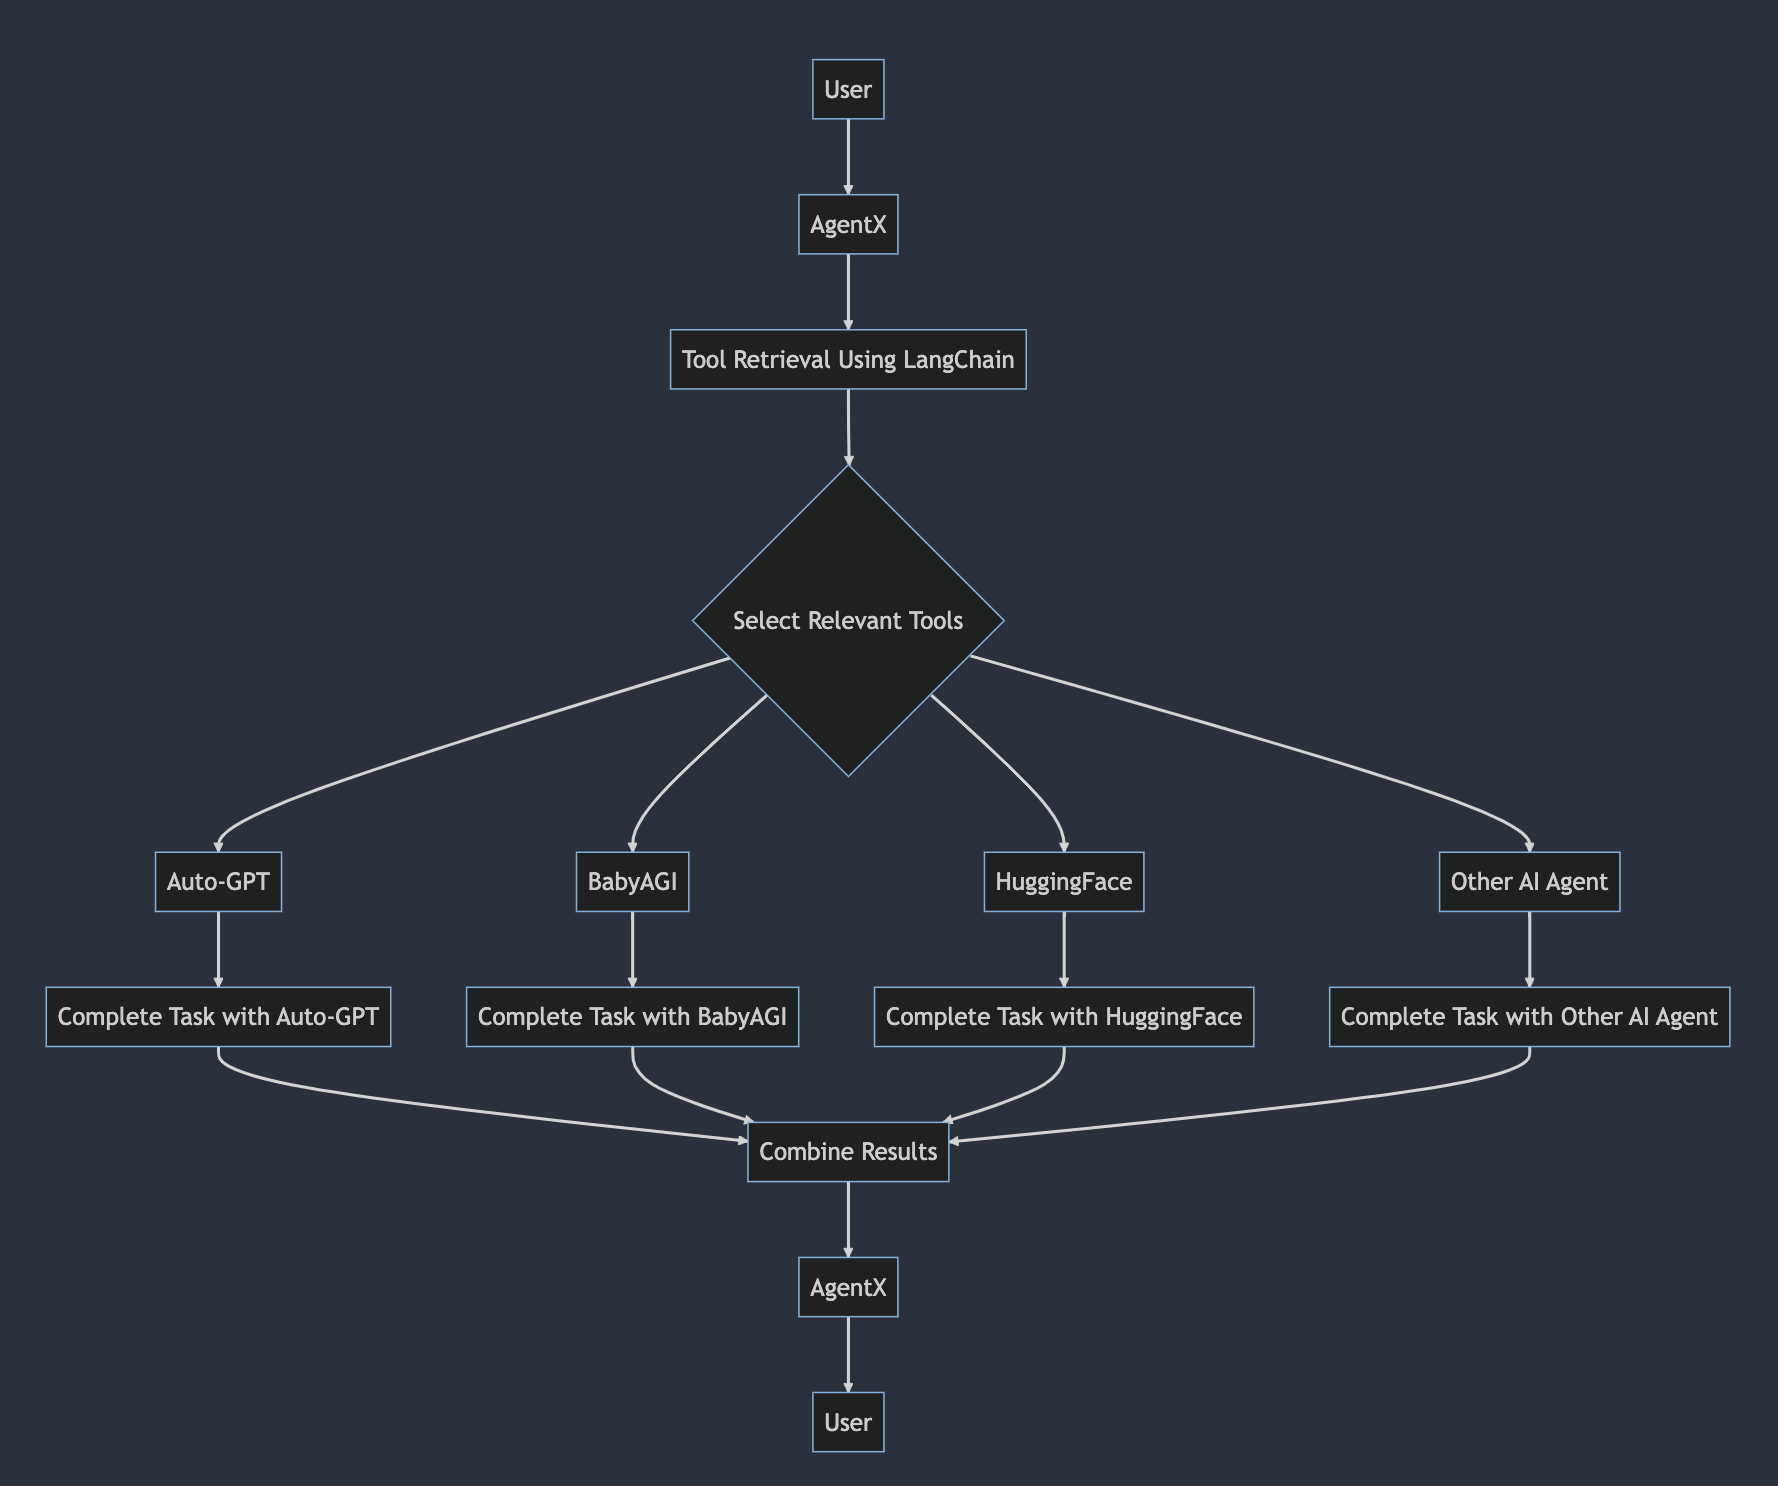 User
AgentX
Tool Retrieval Using LangChain
Select Relevant Tools
Auto-GPT
BabyAGI
HuggingFace
Other AI Agent
Complete Task with Auto-GPT
Complete Task with BabyAGI
Complete Task with HuggingFace
Complete Task with Other AI Agent
Combine Results
AgentX
User